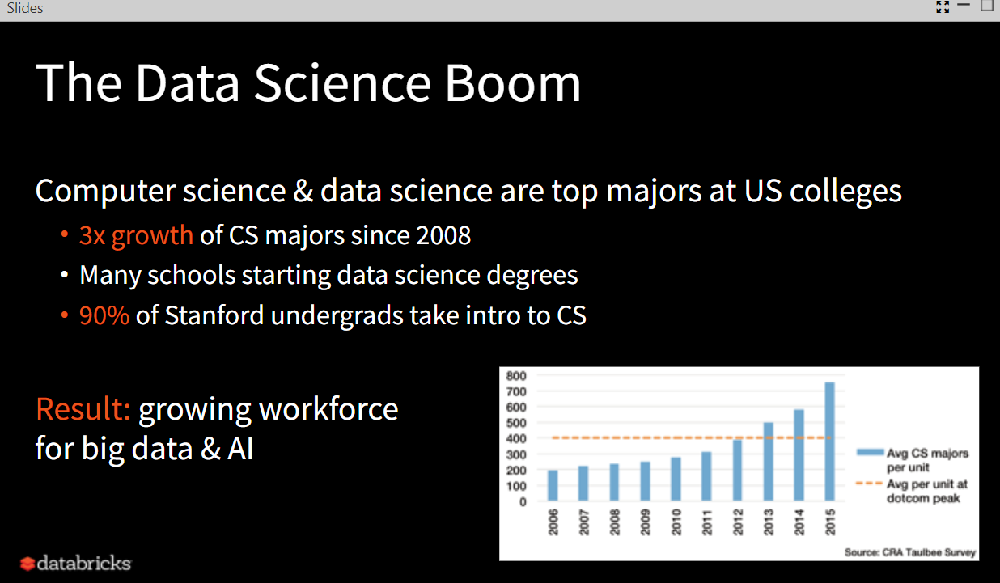 Slides
The Data Science Boom
Computer science & data science are top majors at US colleges
• 3x growth of CS majors since 2008
• Many schools starting data science degrees
• 90% of Stanford undergrads take intro to CS
Result: growing workforce
for big data & AI
800
700
600
500
400
300
200
100
0
2006 2007 2008 2009 2010 2011 2012 2013 2014 2015
Avg CS majors
per unit
Avg per unit at
dotcom peak
Source: CRA Taulbee Survey
databricks